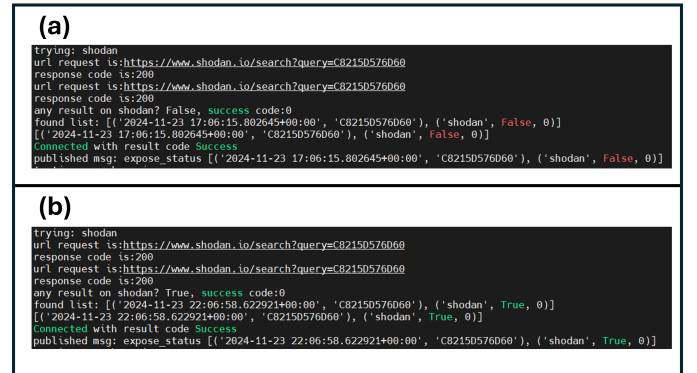 (a)
trying: shodan
url request is:https://www.shodan.io/search?query=C8215D576D60
response code is:200
url request is:https://www.shodan.io/search?query=C8215D576D60
response code is:200
any result on shodan? False, success code:0
found list: [('2024-11-23 17:06:15.802645+00:00', 'C8215D576D60'), ('shodan', False, 0)]
[('2024-11-23 17:06:15.802645+00:00', 'C8215D576D60'), ('shodan', False, 0)]
Connected with result code Success
published msg: expose_status [('2024-11-23 17:06:15.802645+00:00', 'C8215D576D60'), ('shodan', False, 0)]
(b)
trying: shodan
url request is:https://www.shodan.io/search?query=C8215D576D60
response code is:200
url request is:https://www.shodan.io/search?query=C8215D576D60
response code is:200
any result on shodan? True, success code:0
found list: [('2024-11-23 22:06:58.622921+00:00', 'C8215D576D60'), ('shodan', True, 0)]
[('2024-11-23 22:06:58.622921+00:00', 'C8215D576D60'), ('shodan', True, 0)]
Connected with result code Success
published msg: expose_status [('2024-11-23 22:06:58.622921+00:00', 'C8215D576D60'), ('shodan', True, 0)]